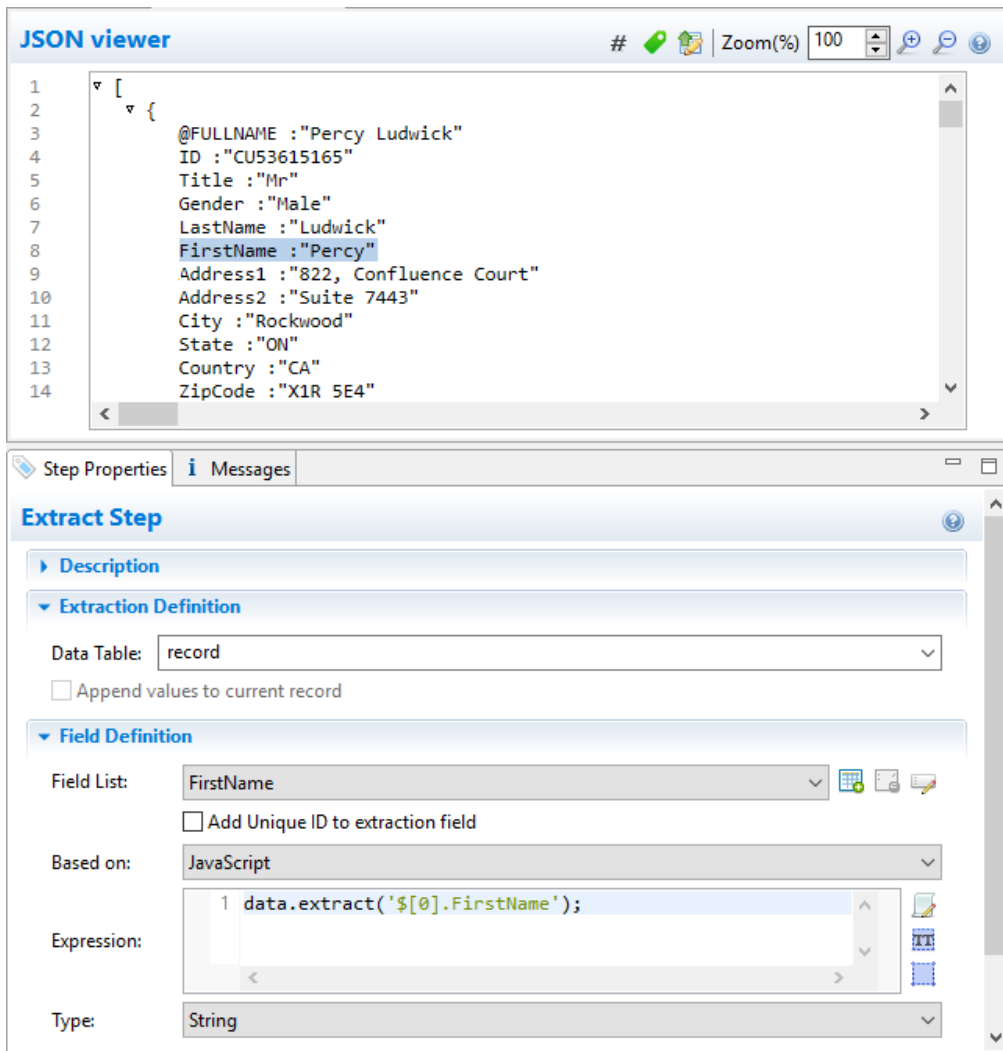 JSON viewer # Zoom(%) 100
1 [
2 {
3 @FULLNAME :"Percy Ludwick"
4 ID :"CU53615165"
5 Title :"Mr"
6 Gender :"Male"
7 LastName :"Ludwick"
8 FirstName :"Percy"
9 Address1 :"822, Confluence Court"
10 Address2 :"Suite 7443"
11 City :"Rockwood"
12 State :"ON"
13 Country :"CA"
14 ZipCode :"X1R 5E4"
Step Properties i Messages
Extract Step
Description
Extraction Definition
Data Table: record
Append values to current record
Field Definition
Field List: FirstName
Add Unique ID to extraction field
Based on: JavaScript
1 data.extract('$[0].FirstName');
Expression:
Type: String